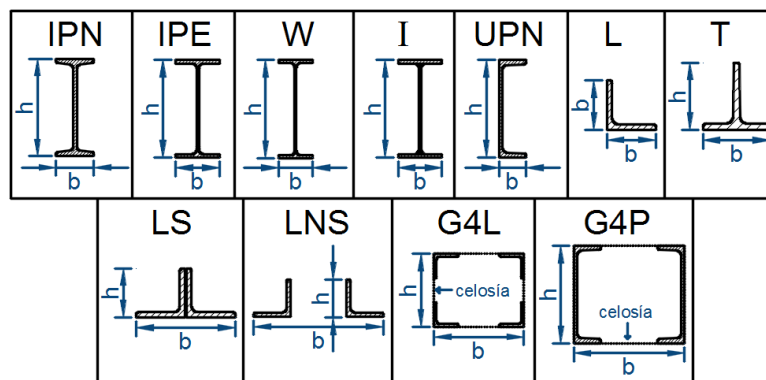 IPN IPE W I UPN L T
h h h h h b h
b b b b b b b
LS LNS G4L G4P
h h h celosía h celosía
b b b b